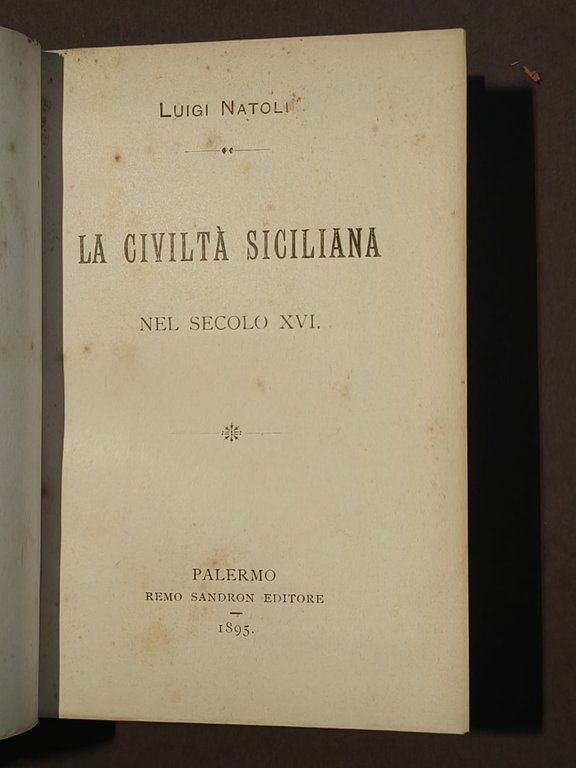 LUIGI NATOLI
LA CIVILTÀ SICILIANA
NEL SECOLO XVI.
PALERMO
REMO SANDRON EDITORE
1895.